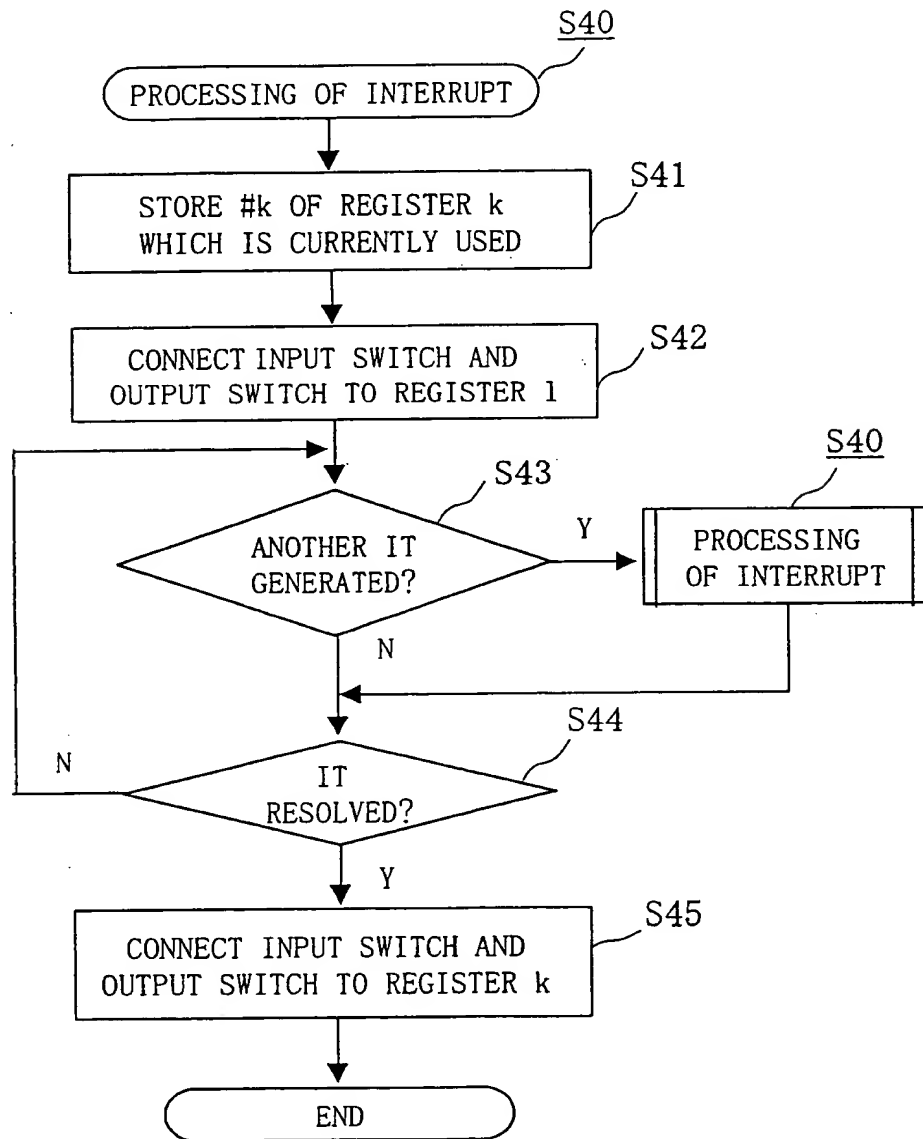 S40
PROCESSING OF INTERRUPT
S41
STORE #k OF REGISTER k
WHICH IS CURRENTLY USED
S42
CONNECT INPUT SWITCH AND
OUTPUT SWITCH TO REGISTER l
S43
ANOTHER IT
GENERATED?
Y
S40
PROCESSING
OF INTERRUPT
N
S44
N
IT
RESOLVED?
Y
S45
CONNECT INPUT SWITCH AND
OUTPUT SWITCH TO REGISTER k
END